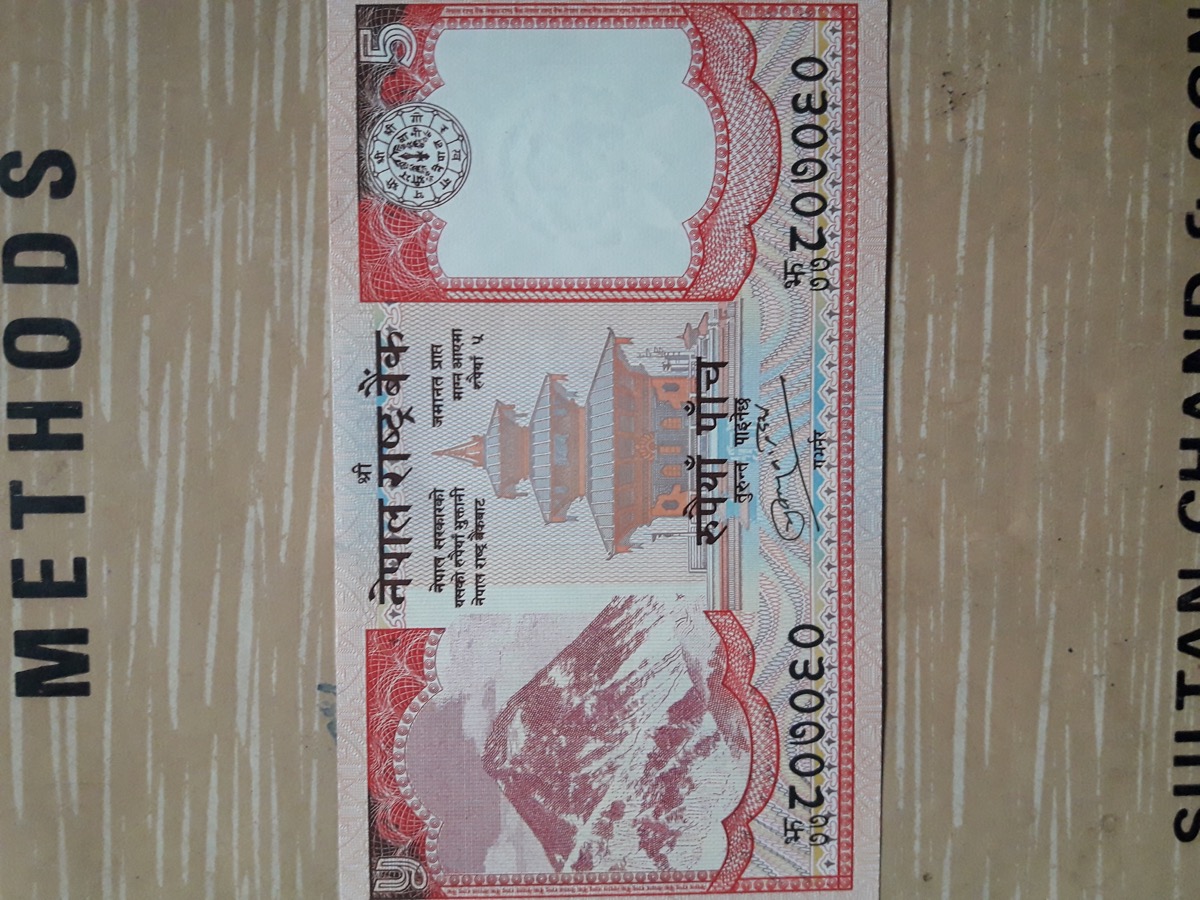 METHODS
श्री
नेपाल राष्ट्र बैंक
५
5
नेपाल सरकारको जमानत प्राप्त
यसको रुपैयाँ भुक्तानी माग्न आएमा
नेपाल राष्ट्र बैंकबाट रुपैयाँ ५
रुपैयाँ पाँच
तुरुन्त पाइनेछ
गभर्नर
झ ७७ ८०७०६०
झ ७७ ८०७०६०
SULTAN CHAND & SON